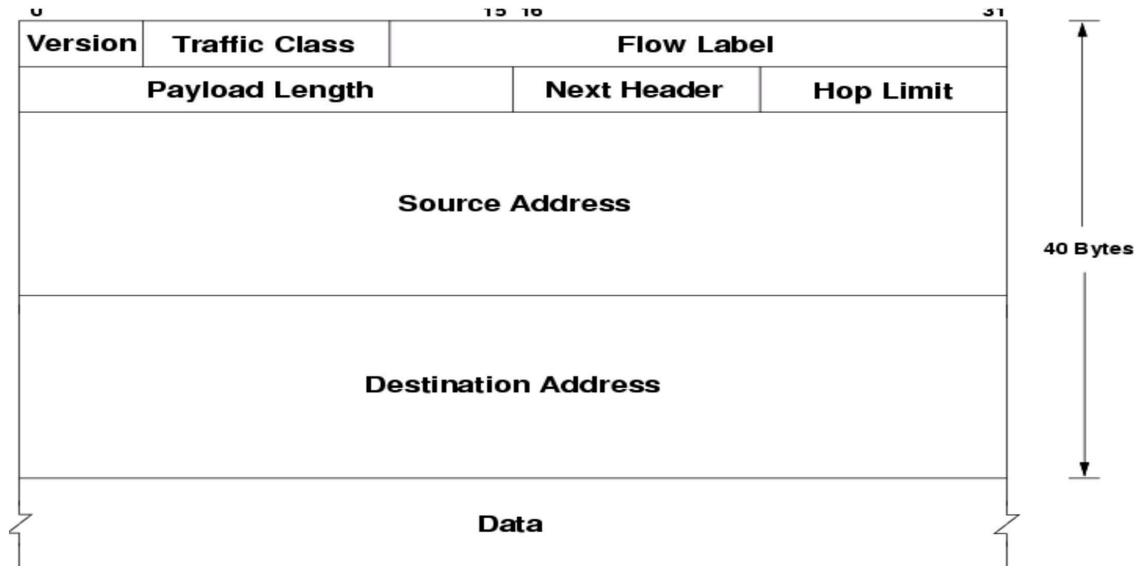 0 15 16 31
Version Traffic Class Flow Label
Payload Length Next Header Hop Limit
Source Address
40 Bytes
Destination Address
Data